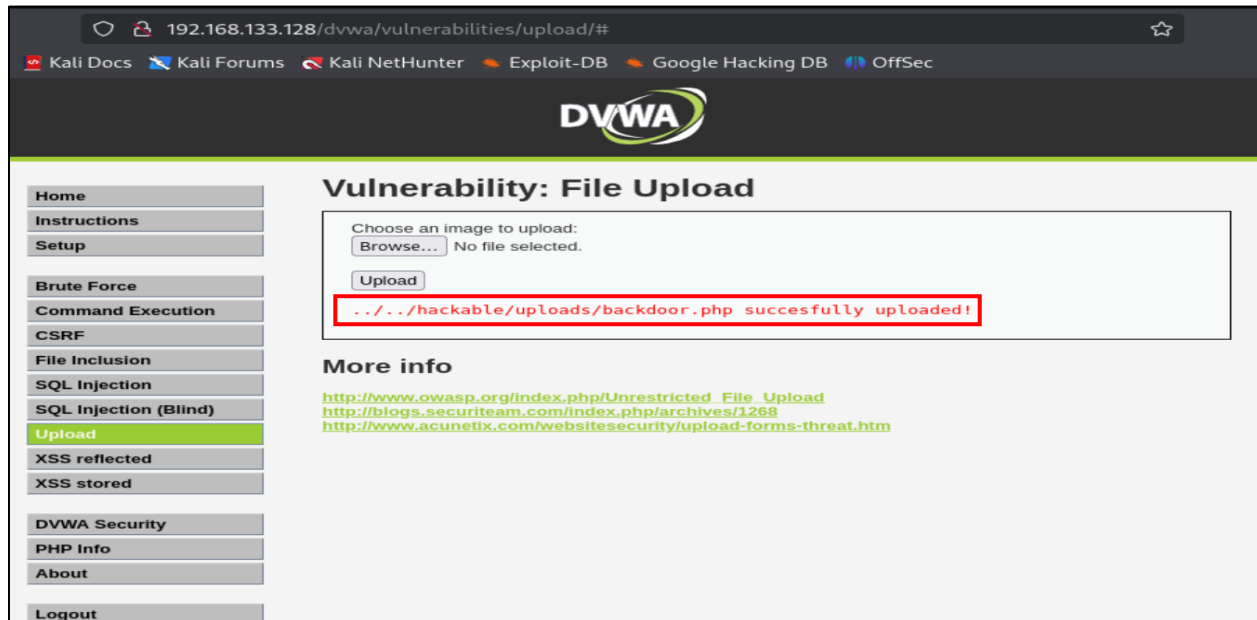 192.168.133.128/dvwa/vulnerabilities/upload/#
Kali Docs Kali Forums Kali NetHunter Exploit-DB Google Hacking DB OffSec
DVWA
Home
Instructions
Setup
Brute Force
Command Execution
CSRF
File Inclusion
SQL Injection
SQL Injection (Blind)
Upload
XSS reflected
XSS stored
DVWA Security
PHP Info
About
Logout
Vulnerability: File Upload
Choose an image to upload:
Browse... No file selected.
Upload
../../hackable/uploads/backdoor.php succesfully uploaded!
More info
http://www.owasp.org/index.php/Unrestricted_File_Upload
http://blogs.securiteam.com/index.php/archives/1268
http://www.acunetix.com/websitesecurity/upload-forms-threat.htm